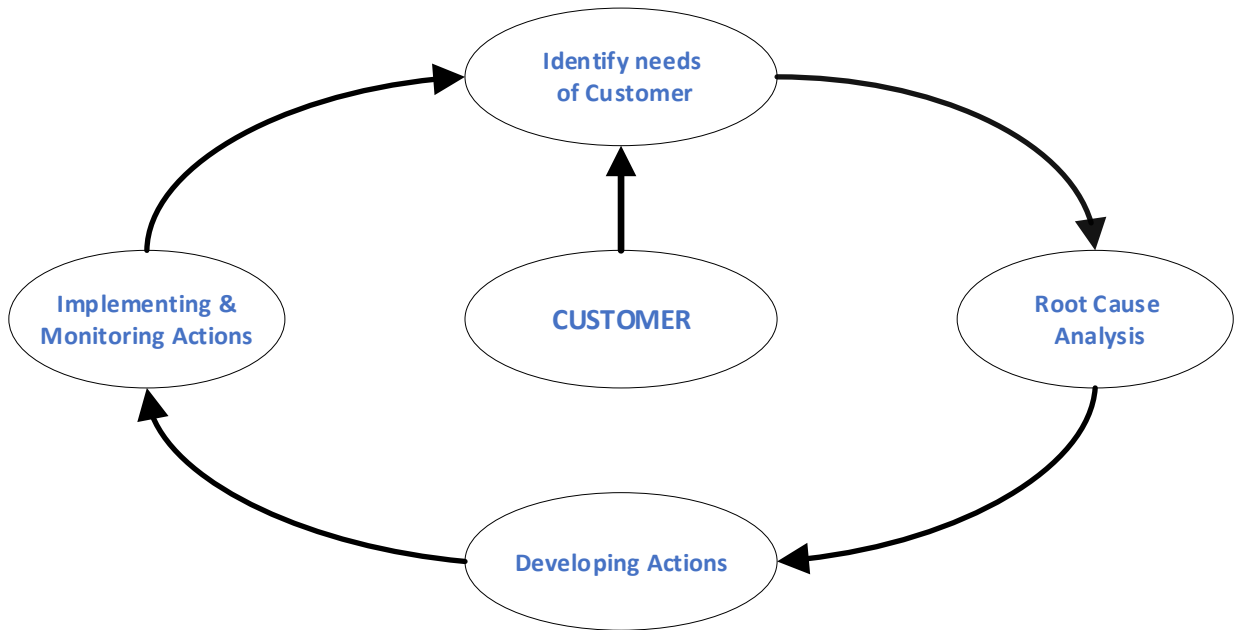 Identify needs
of Customer
Implementing &
Monitoring Actions
CUSTOMER
Root Cause
Analysis
Developing Actions